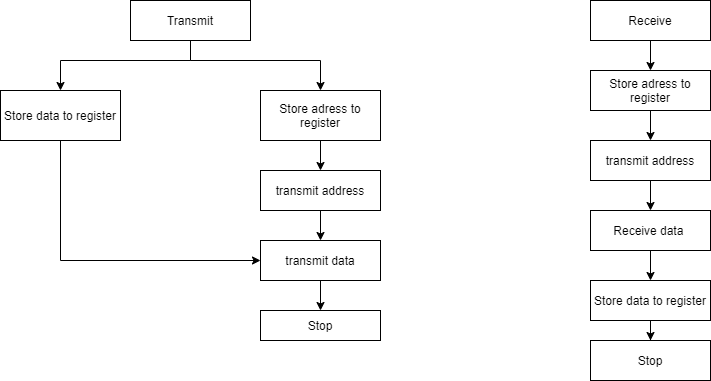 Transmit
Store data to register
Store adress to
register
transmit address
transmit data
Stop
Receive
Store adress to
register
transmit address
Receive data
Store data to register
Stop